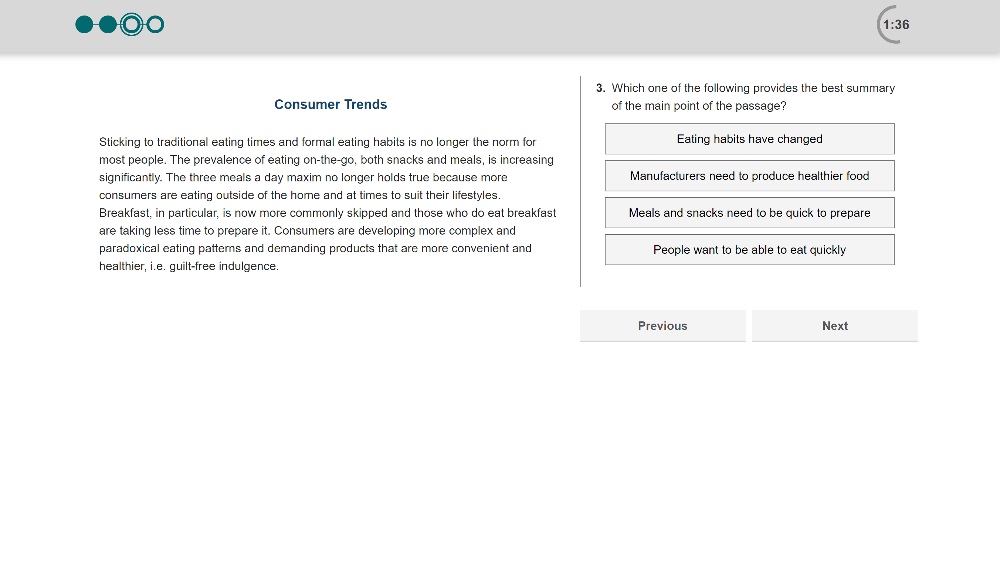 1:36
Consumer Trends
Sticking to traditional eating times and formal eating habits is no longer the norm for
most people. The prevalence of eating on-the-go, both snacks and meals, is increasing
significantly. The three meals a day maxim no longer holds true because more
consumers are eating outside of the home and at times to suit their lifestyles.
Breakfast, in particular, is now more commonly skipped and those who do eat breakfast
are taking less time to prepare it. Consumers are developing more complex and
paradoxical eating patterns and demanding products that are more convenient and
healthier, i.e. guilt-free indulgence.
3. Which one of the following provides the best summary
of the main point of the passage?
Eating habits have changed
Manufacturers need to produce healthier food
Meals and snacks need to be quick to prepare
People want to be able to eat quickly
Previous
Next